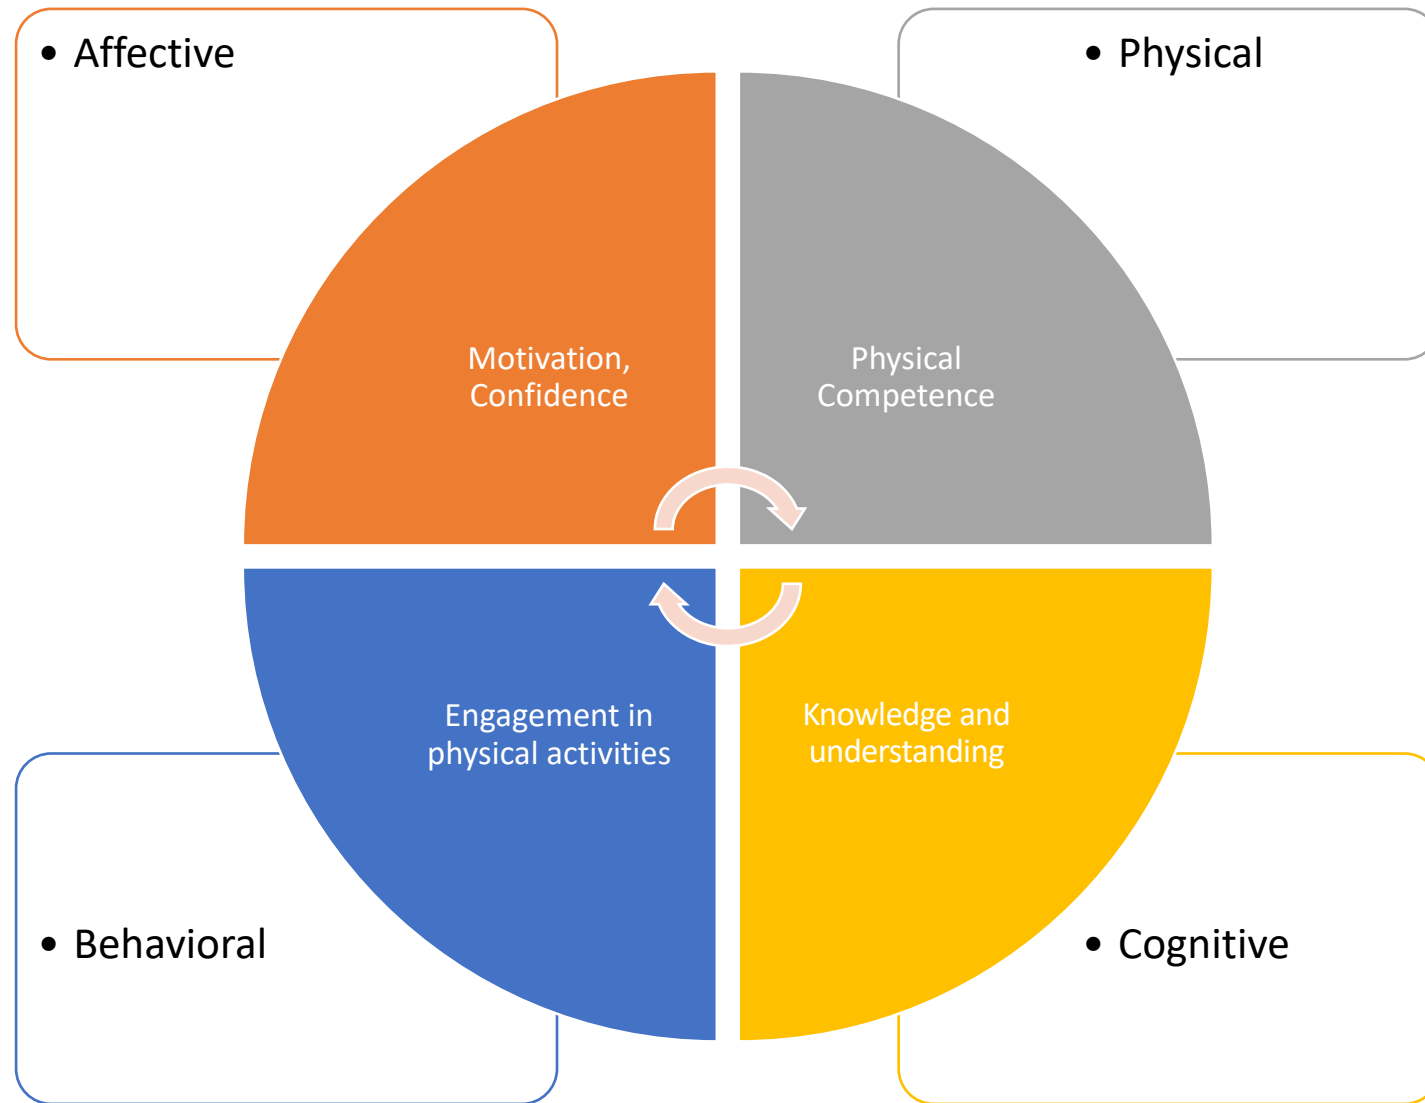 • Affective
• Physical
Motivation,
Confidence
Physical
Competence
Engagement in
physical activities
Knowledge and
understanding
• Behavioral
• Cognitive